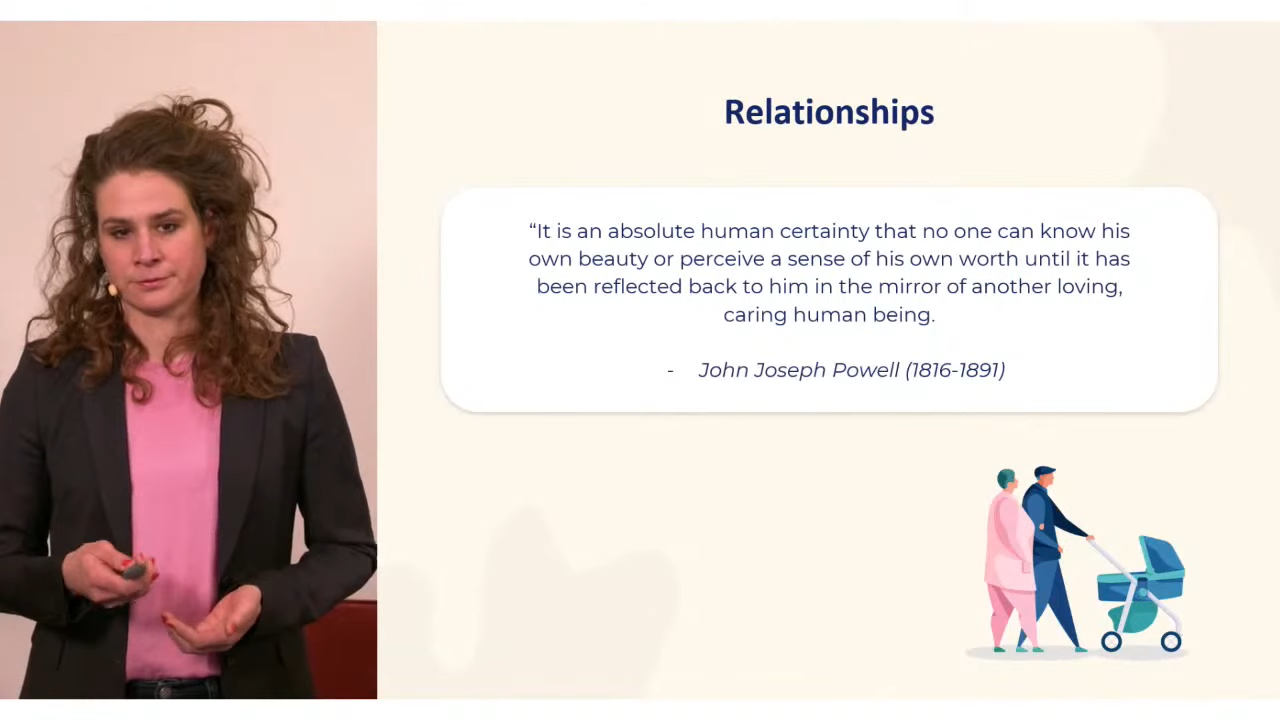 Relationships
“It is an absolute human certainty that no one can know his
own beauty or perceive a sense of his own worth until it has
been reflected back to him in the mirror of another loving,
caring human being.
- John Joseph Powell (1816-1891)